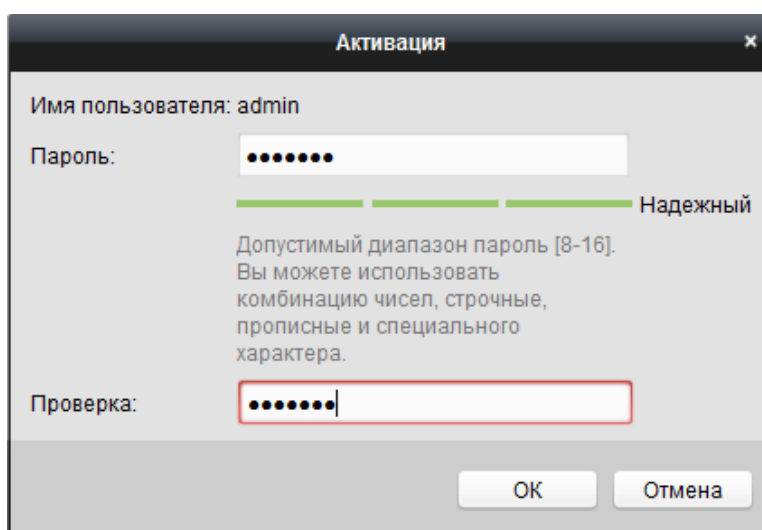 Активация
Имя пользователя: admin
Пароль: •••••••
Надежный
Допустимый диапазон пароль [8-16].
Вы можете использовать
комбинацию чисел, строчные,
прописные и специального
характера.
Проверка: •••••••
ОК
Отмена